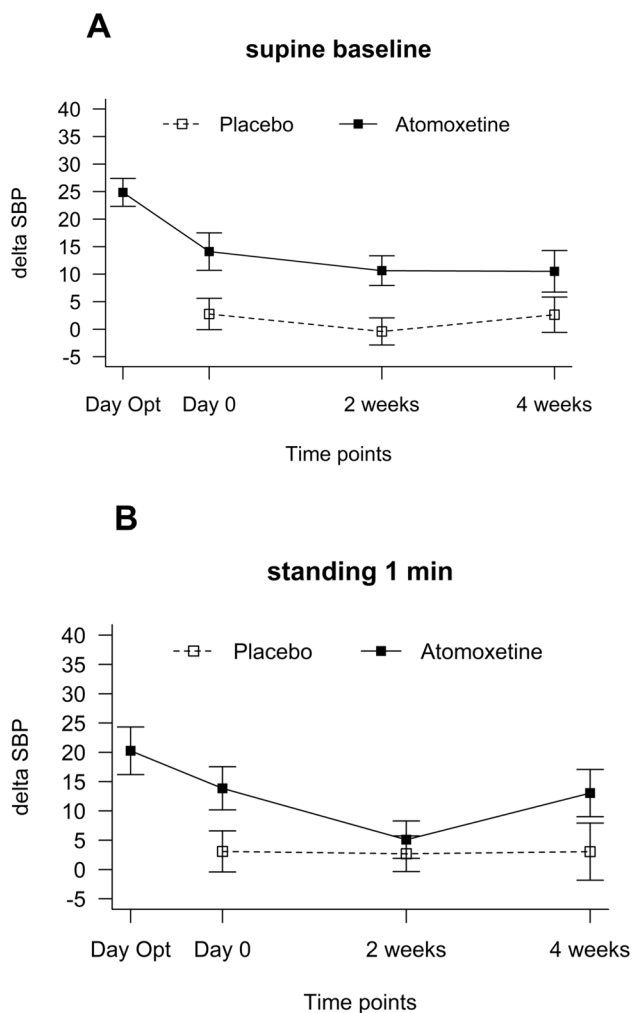 A
supine baseline
40
35
30
25
20
15
10
5
0
-5
delta SBP
Placebo
Atomoxetine
Day Opt Day 0 2 weeks 4 weeks
Time points
B
standing 1 min
40
35
30
25
20
15
10
5
0
-5
delta SBP
Placebo
Atomoxetine
Day Opt Day 0 2 weeks 4 weeks
Time points